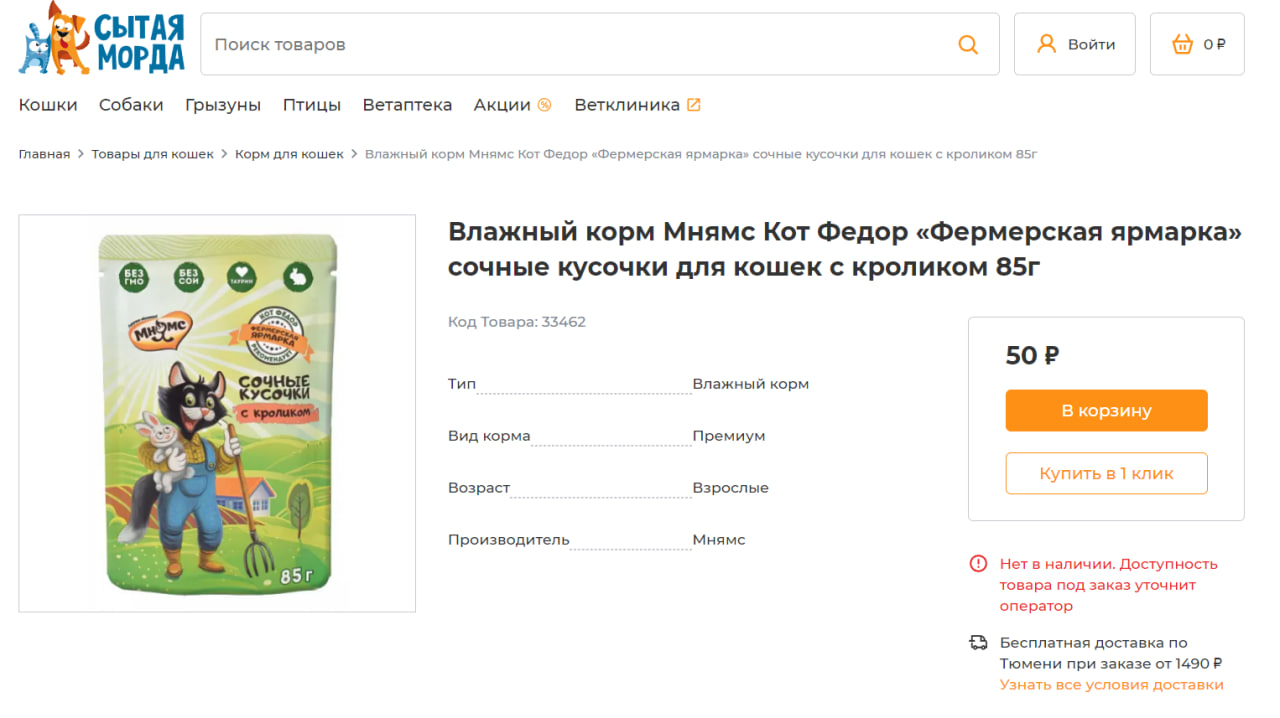 СЫТАЯ
МОРДА
Поиск товаров
Войти
0 ₽
Кошки
Собаки
Грызуны
Птицы
Ветаптека
Акции
Ветклиника
Главная > Товары для кошек > Корм для кошек > Влажный корм Мнямс Кот Федор «Фермерская ярмарка» сочные кусочки для кошек с кроликом 85г
БЕЗ
ГМО
БЕЗ
СОИ
ТАУРИН
МНЯМС
КОТ ФЕДОР
ФЕРМЕРСКАЯ
ЯРМАРКА
РЕКОМЕНДУЕТ
СОЧНЫЕ
КУСОЧКИ
с кроликом
85 г
Влажный корм Мнямс Кот Федор «Фермерская ярмарка»
сочные кусочки для кошек с кроликом 85г
Код Товара: 33462
Тип Влажный корм
Вид корма Премиум
Возраст Взрослые
Производитель Мнямс
50 ₽
В корзину
Купить в 1 клик
Нет в наличии. Доступность
товара под заказ уточнит
оператор
Бесплатная доставка по
Тюмени при заказе от 1490 ₽
Узнать все условия доставки